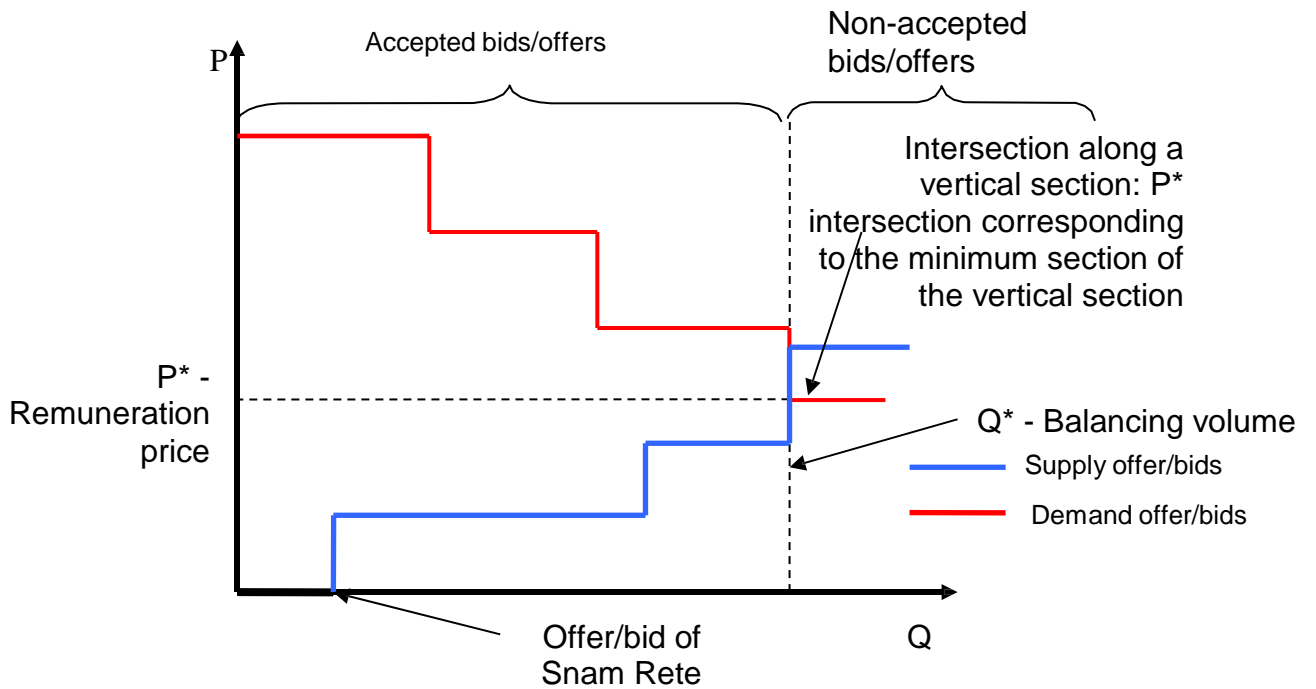 Accepted bids/offers
Non-accepted
bids/offers
P
Intersection along a
vertical section: P*
intersection corresponding
to the minimum section of
the vertical section
P* -
Remuneration
price
Q* - Balancing volume
Supply offer/bids
Demand offer/bids
Offer/bid of
Snam Rete
Q